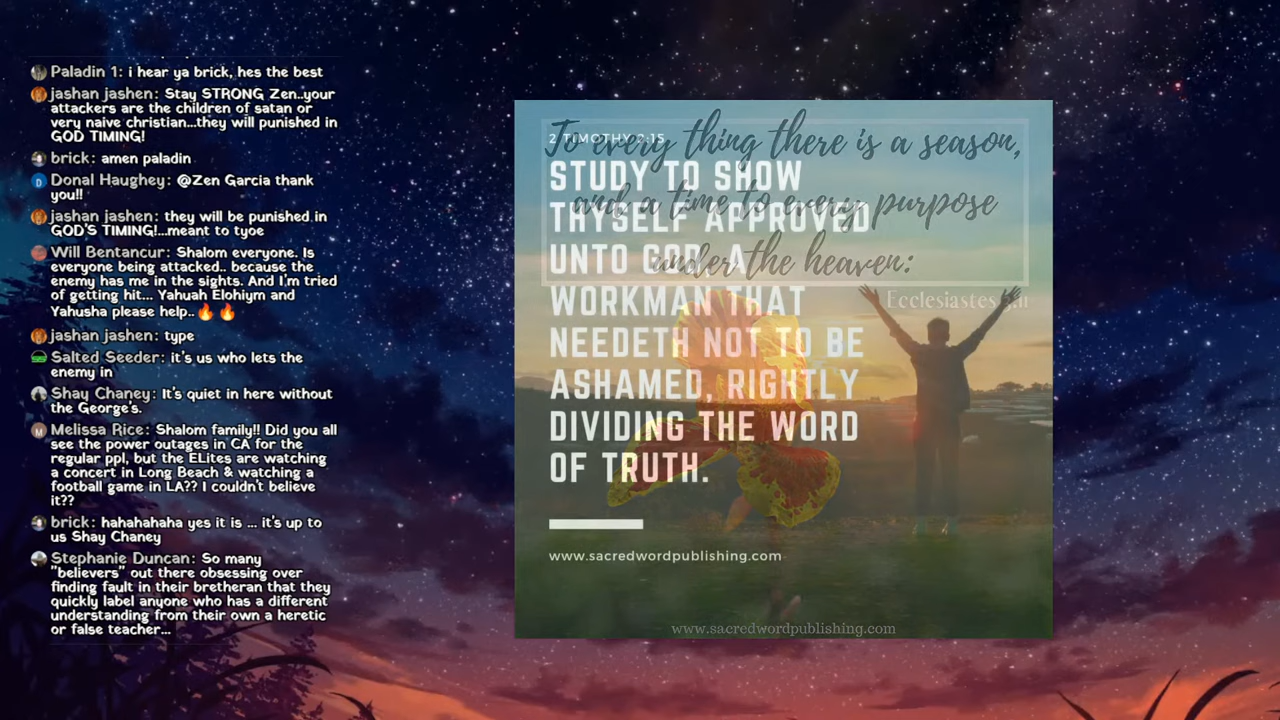 Paladin 1: i hear ya brick, hes the best
jashan jashen: Stay STRONG Zen..your
attackers are the children of satan or
very naive christian...they will punished in
GOD TIMING!
brick: amen paladin
Donal Haughey: @Zen Garcia thank
you!!
jashan jashen: they will be punished in
GOD'S TIMING!...meant to tyoe
Will Bentancur: Shalom everyone. Is
everyone being attacked.. because the
enemy has me in the sights. And I'm tried
of getting hit... Yahuah Elohiym and
Yahusha please help..🔥🔥
jashan jashen: type
Salted Seeder: it's us who lets the
enemy in
Shay Chaney: It's quiet in here without
the George's.
Melissa Rice: Shalom family!! Did you all
see the power outages in CA for the
regular ppl, but the ELites are watching
a concert in Long Beach & watching a
football game in LA?? I couldn't believe
it??
brick: hahahahaha yes it is ... it's up to
us Shay Chaney
Stephanie Duncan: So many
"believers" out there obsessing over
finding fault in their bretheran that they
quickly label anyone who has a different
understanding from their own a heretic
or false teacher...
2 TIMOTHY 2:15
To every thing there is a season,
STUDY TO SHOW
and a time to every purpose
THYSELF APPROVED
UNTO GOD, A
under the heaven:
WORKMAN THAT
Ecclesiastes
NEEDETH NOT TO BE
ASHAMED, RIGHTLY
DIVIDING THE WORD
OF TRUTH.
www.sacredwordpublishing.com
www.sacredwordpublishing.com